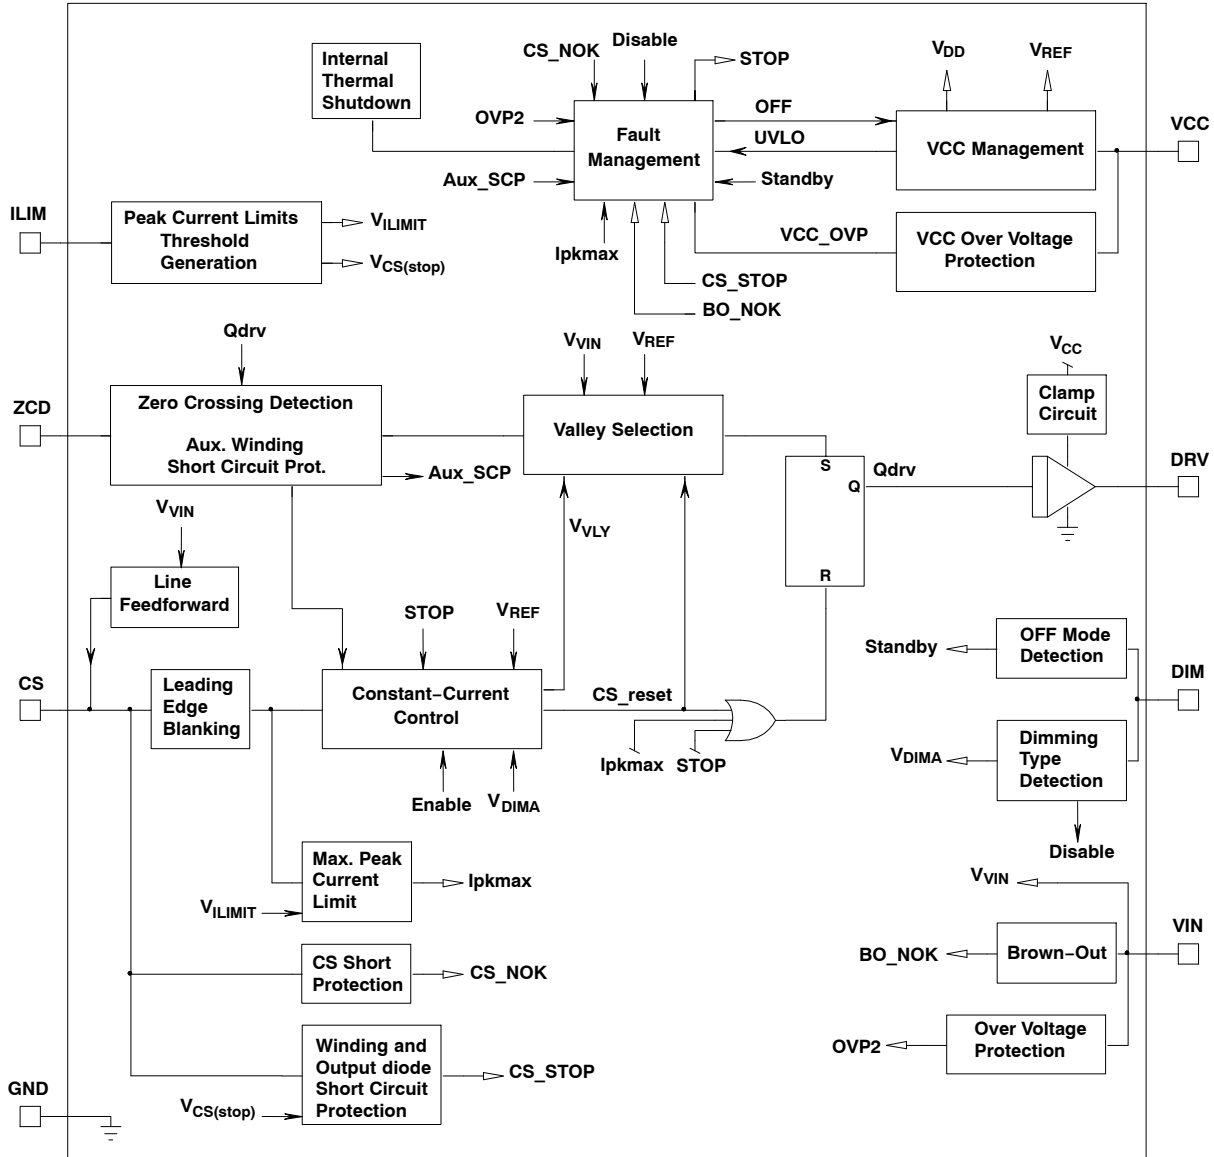 Internal
Thermal
Shutdown
CS_NOK
Disable
STOP
OVP2
Fault
Management
OFF
UVLO
Aux_SCP
Standby
Ipkmax
CS_STOP
BO_NOK
VCC_OVP
VDD
VREF
VCC Management
VCC
VCC Over Voltage
Protection
ILIM
Peak Current Limits
Threshold
Generation
VILIMIT
VCS(stop)
Qdrv
ZCD
Zero Crossing Detection
Aux. Winding
Short Circuit Prot.
Aux_SCP
VVIN
VREF
Valley Selection
VVLY
S
Q
R
Qdrv
VCC
Clamp
Circuit
DRV
VVIN
Line
Feedforward
CS
Leading
Edge
Blanking
STOP
VREF
Constant−Current
Control
CS_reset
Ipkmax
STOP
Enable
VDIMA
Standby
OFF Mode
Detection
DIM
VDIMA
Dimming
Type
Detection
Disable
Max. Peak
Current
Limit
VILIMIT
Ipkmax
CS Short
Protection
CS_NOK
Winding and
Output diode
Short Circuit
Protection
VCS(stop)
CS_STOP
VVIN
VIN
BO_NOK
Brown−Out
OVP2
Over Voltage
Protection
GND